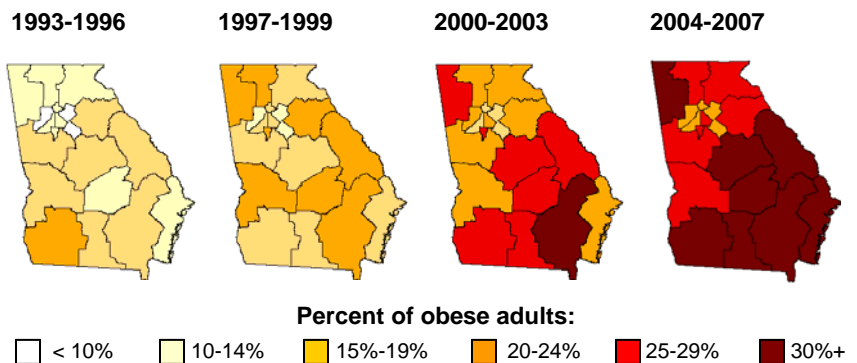 1993-1996 1997-1999 2000-2003 2004-2007
Percent of obese adults:
< 10% 10-14% 15%-19% 20-24% 25-29% 30%+